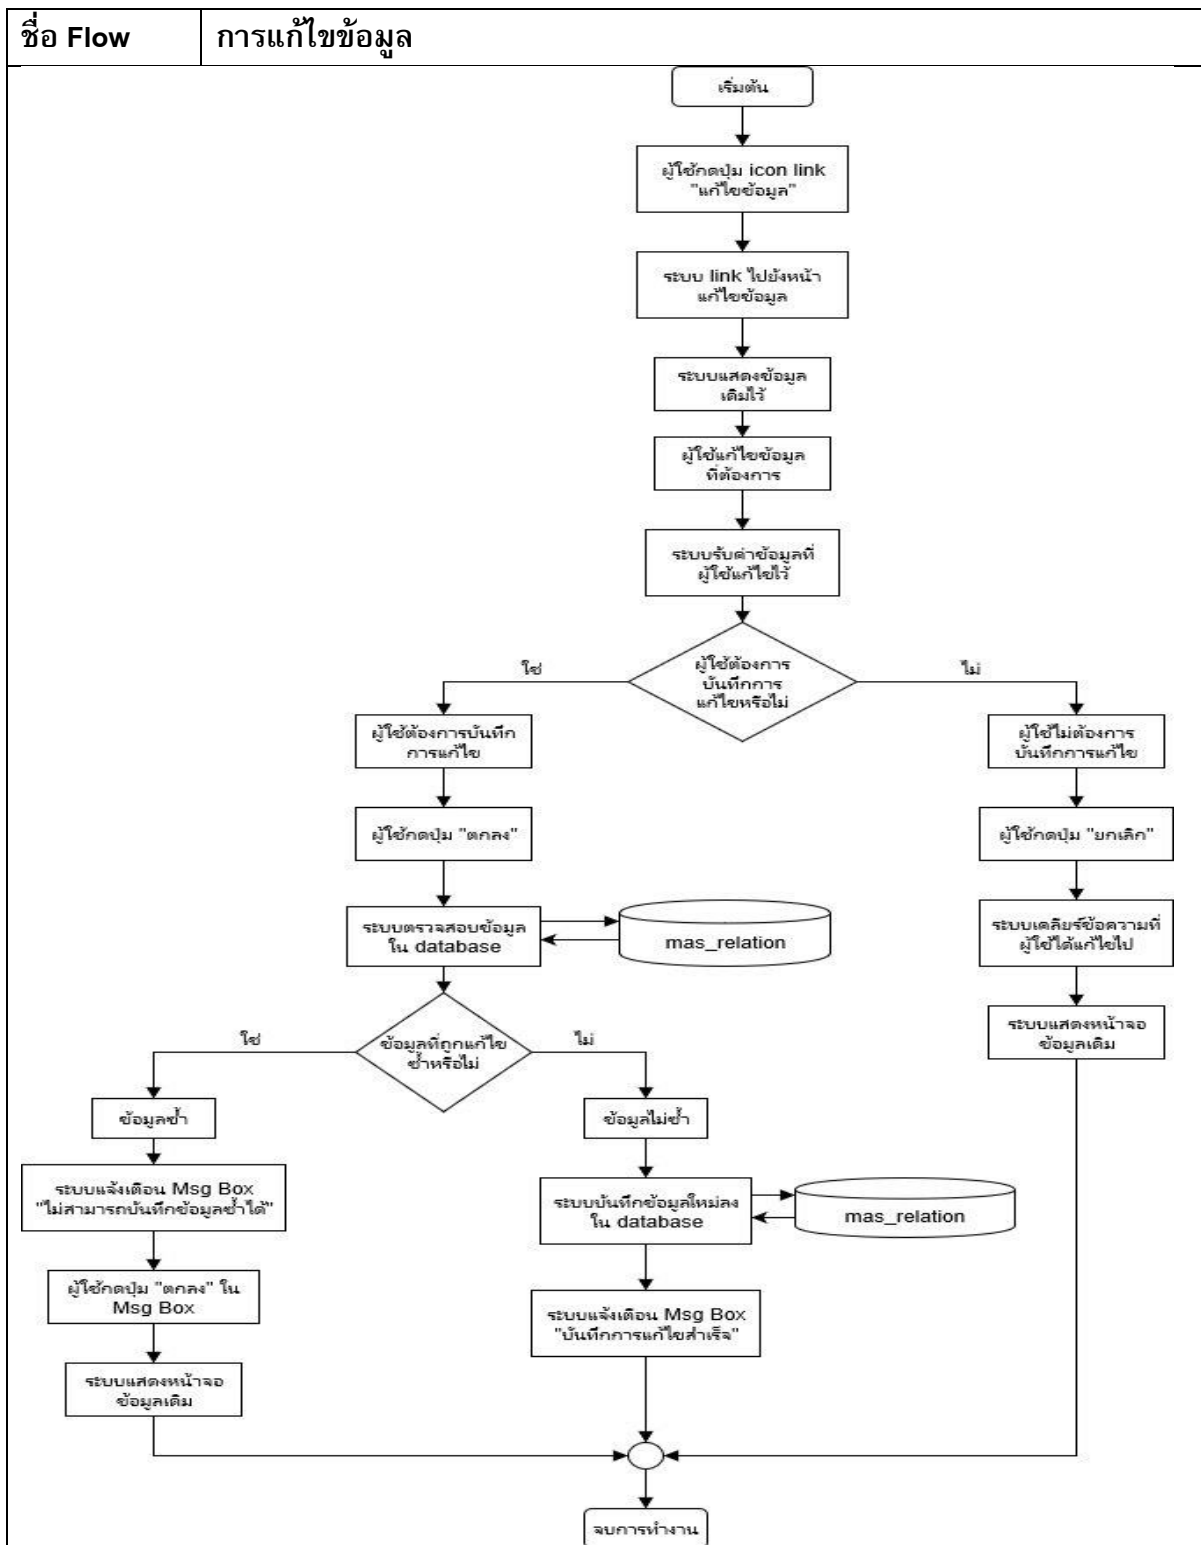 ชื่อ Flow
การแก้ไขข้อมูล
เริ่มต้น
ผู้ใช้กดปุ่ม icon link
"แก้ไขข้อมูล"
ระบบ link ไปยังหน้า
แก้ไขข้อมูล
ระบบแสดงข้อมูล
เดิมไว้
ผู้ใช้แก้ไขข้อมูล
ที่ต้องการ
ระบบรับค่าข้อมูลที่
ผู้ใช้แก้ไขไว้
ผู้ใช้ต้องการ
บันทึกการ
แก้ไขหรือไม่
ใช่
ไม่
ผู้ใช้ต้องการบันทึก
การแก้ไข
ผู้ใช้ไม่ต้องการ
บันทึกการแก้ไข
ผู้ใช้กดปุ่ม "ตกลง"
ผู้ใช้กดปุ่ม "ยกเลิก"
ระบบตรวจสอบข้อมูล
ใน database
mas_relation
ระบบเคลียร์ข้อความที่
ผู้ใช้ได้แก้ไขไป
ข้อมูลที่ถูกแก้ไข
ซ้ำหรือไม่
ใช่
ไม่
ระบบแสดงหน้าจอ
ข้อมูลเดิม
ข้อมูลซ้ำ
ข้อมูลไม่ซ้ำ
ระบบแจ้งเตือน Msg Box
"ไม่สามารถบันทึกข้อมูลซ้ำได้"
ระบบบันทึกข้อมูลใหม่ลง
ใน database
mas_relation
ผู้ใช้กดปุ่ม "ตกลง" ใน
Msg Box
ระบบแจ้งเตือน Msg Box
"บันทึกการแก้ไขสำเร็จ"
ระบบแสดงหน้าจอ
ข้อมูลเดิม
จบการทำงาน